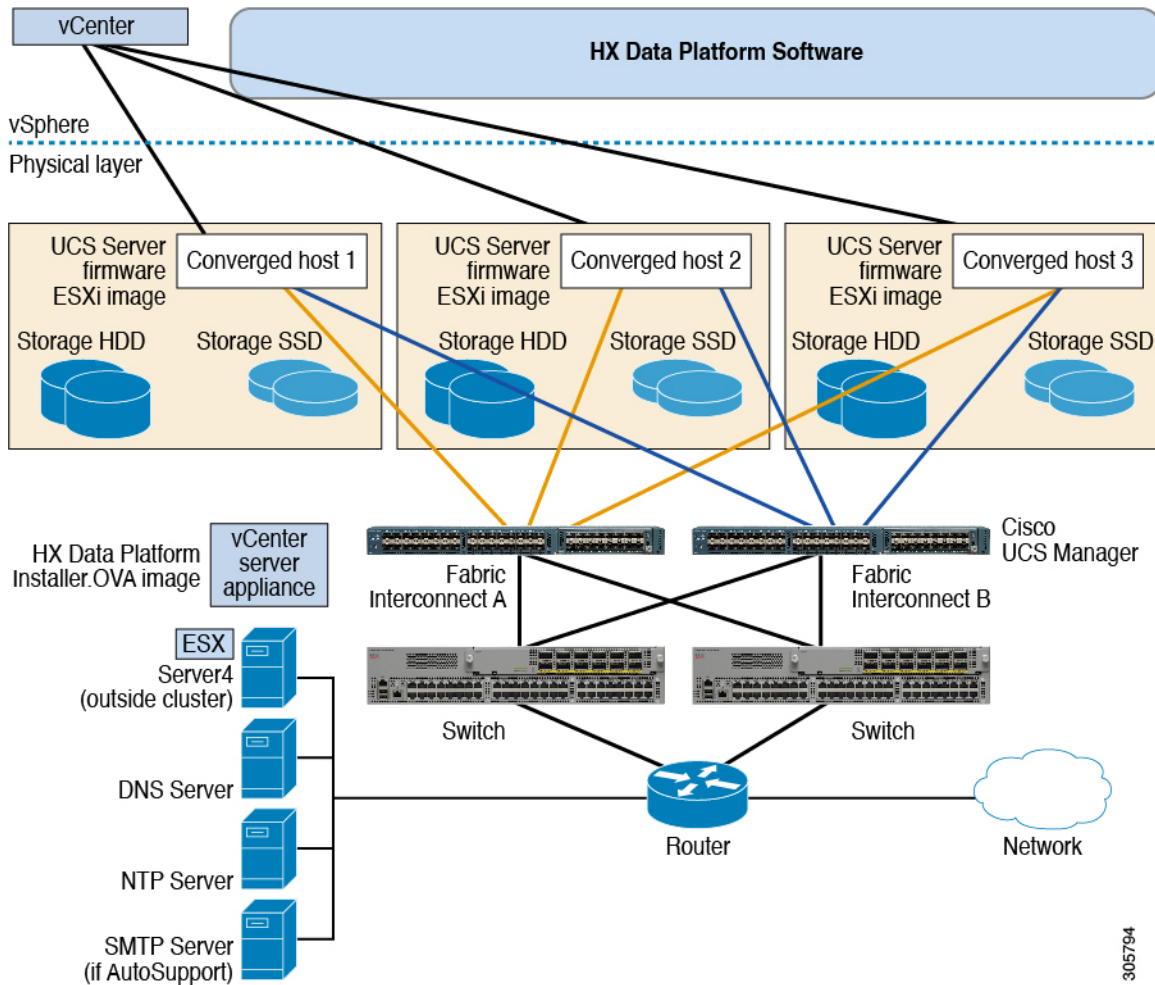 vCenter
HX Data Platform Software
vSphere
Physical layer
UCS Server
firmware
ESXi image
Converged host 1
Storage HDD
Storage SSD
UCS Server
firmware
ESXi image
Converged host 2
Storage HDD
Storage SSD
UCS Server
firmware
ESXi image
Converged host 3
Storage HDD
Storage SSD
HX Data Platform
Installer.OVA image
vCenter
server
appliance
Fabric
Interconnect A
Fabric
Interconnect B
Cisco
UCS Manager
ESX
Server4
(outside cluster)
Switch
Switch
DNS Server
Router
Network
NTP Server
SMTP Server
(if AutoSupport)
305794